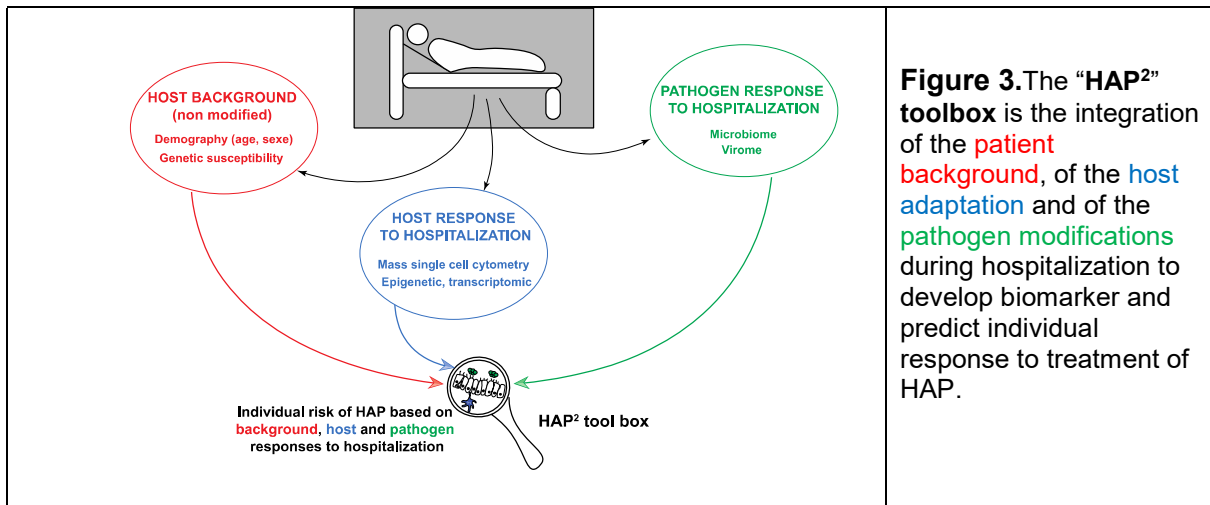 HOST BACKGROUND
(non modified)
Demography (age, sexe)
Genetic susceptibility
PATHOGEN RESPONSE
TO HOSPITALIZATION
Microbiome
Virome
HOST RESPONSE
TO HOSPITALIZATION
Mass single cell cytometry
Epigenetic, transcriptomic
Individual risk of HAP based on
background, host and pathogen
responses to hospitalization
HAP² tool box
Figure 3.The “HAP²”
toolbox is the integration
of the patient
background, of the host
adaptation and of the
pathogen modifications
during hospitalization to
develop biomarker and
predict individual
response to treatment of
HAP.